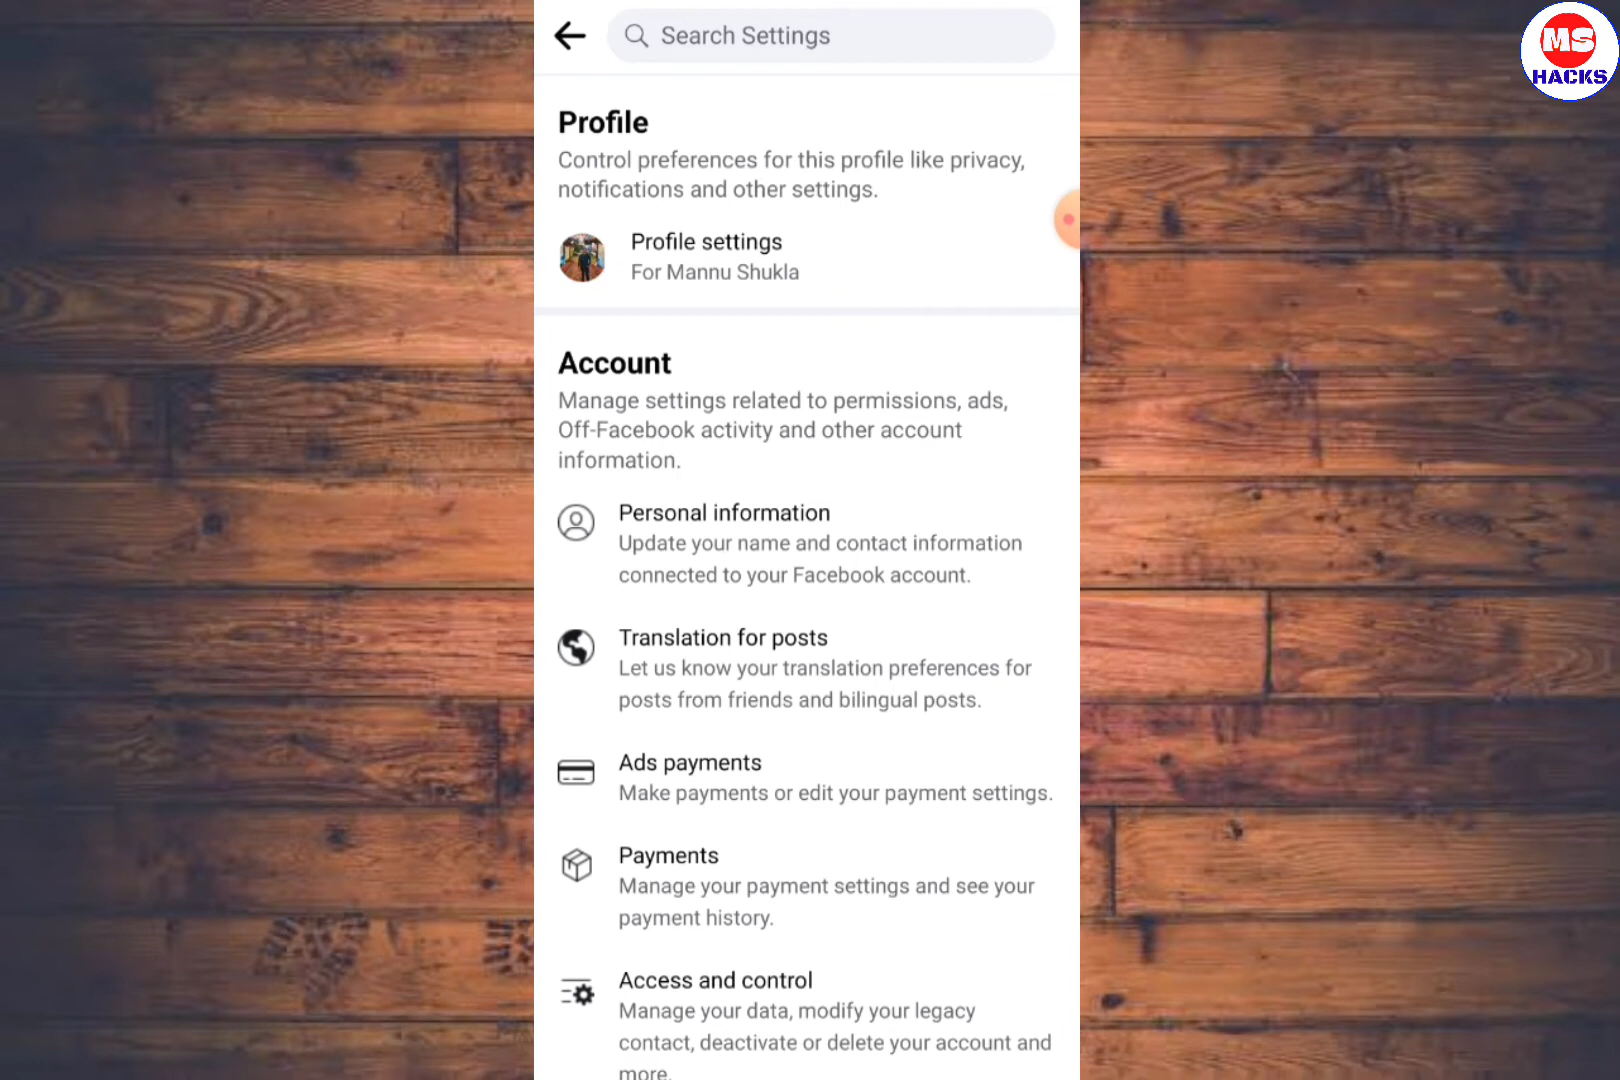 Search Settings
MS
HACKS
Profile
Control preferences for this profile like privacy,
notifications and other settings.
Profile settings
For Mannu Shukla
Account
Manage settings related to permissions, ads,
Off-Facebook activity and other account
information.
Personal information
Update your name and contact information
connected to your Facebook account.
Translation for posts
Let us know your translation preferences for
posts from friends and bilingual posts.
Ads payments
Make payments or edit your payment settings.
Payments
Manage your payment settings and see your
payment history.
Access and control
Manage your data, modify your legacy
contact, deactivate or delete your account and
more.